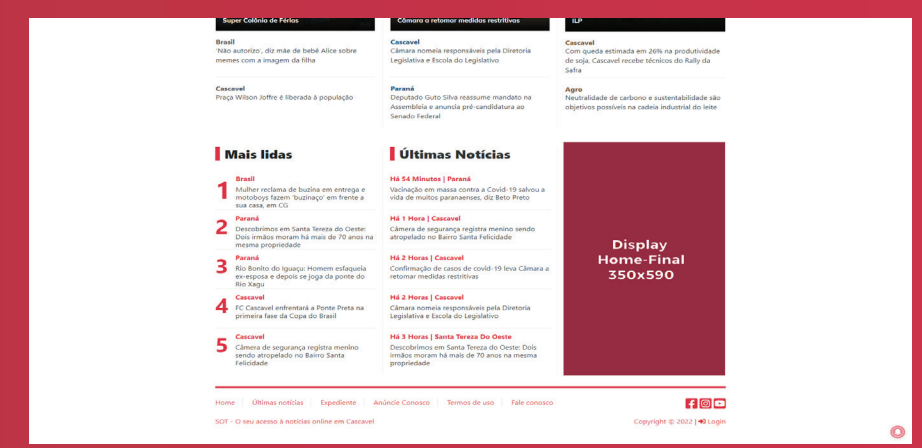 Super Colônia de Férias
Câmara a retomar medidas restritivas
ILP
Brasil
'Não autorizo', diz mãe de bebê Alice sobre
memes com a imagem da filha
Cascavel
Câmara nomeia responsáveis pela Diretoria
Legislativa e Escola do Legislativo
Cascavel
Com queda estimada em 26% na produtividade
de soja, Cascavel recebe técnicos do Rally da
Safra
Cascavel
Praça Wilson Joffre é liberada à população
Paraná
Deputado Guto Silva reassume mandato na
Assembleia e anuncia pré-candidatura ao
Senado Federal
Agro
Neutralidade de carbono e sustentabilidade são
objetivos possíveis na cadeia industrial do leite
Mais lidas
1
Brasil
Mulher reclama de buzina em entrega e
motoboys fazem 'buzinaço' em frente a
sua casa, em CG
2
Paraná
Descobrimos em Santa Tereza do Oeste:
Dois irmãos moram há mais de 70 anos na
mesma propriedade
3
Paraná
Rio Bonito do Iguaçu: Homem esfaqueia
ex-esposa e depois se joga da ponte do
Rio Xagu
4
Cascavel
FC Cascavel enfrentará a Ponte Preta na
primeira fase da Copa do Brasil
5
Cascavel
Câmera de segurança registra menino
sendo atropelado no Bairro Santa
Felicidade
Últimas Notícias
Há 54 Minutos | Paraná
Vacinação em massa contra a Covid-19 salvou a
vida de muitos paranaenses, diz Beto Preto
Há 1 Hora | Cascavel
Câmera de segurança registra menino sendo
atropelado no Bairro Santa Felicidade
Há 2 Horas | Cascavel
Confirmação de casos de covid-19 leva Câmara a
retomar medidas restritivas
Há 2 Horas | Cascavel
Câmara nomeia responsáveis pela Diretoria
Legislativa e Escola do Legislativo
Há 3 Horas | Santa Tereza Do Oeste
Descobrimos em Santa Tereza do Oeste: Dois
irmãos moram há mais de 70 anos na mesma
propriedade
Display
Home-Final
350x590
Home Últimas notícias Expediente Anúncie Conosco Termos de uso Fale conosco
SOT - O seu acesso à notícias online em Cascavel
Copyright © 2022 | Login